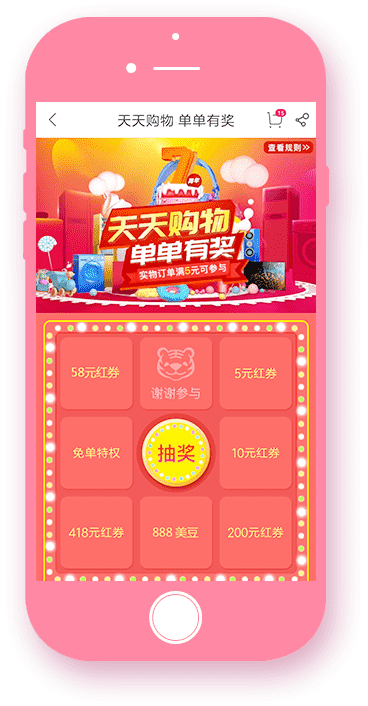 天天购物 单单有奖
15
查看规则>>
7
周年
天天购物
单单有奖
实物订单满5元可参与
58元红券
谢谢参与
5元红券
免单特权
抽奖
10元红券
418元红券
888 美豆
200元红券